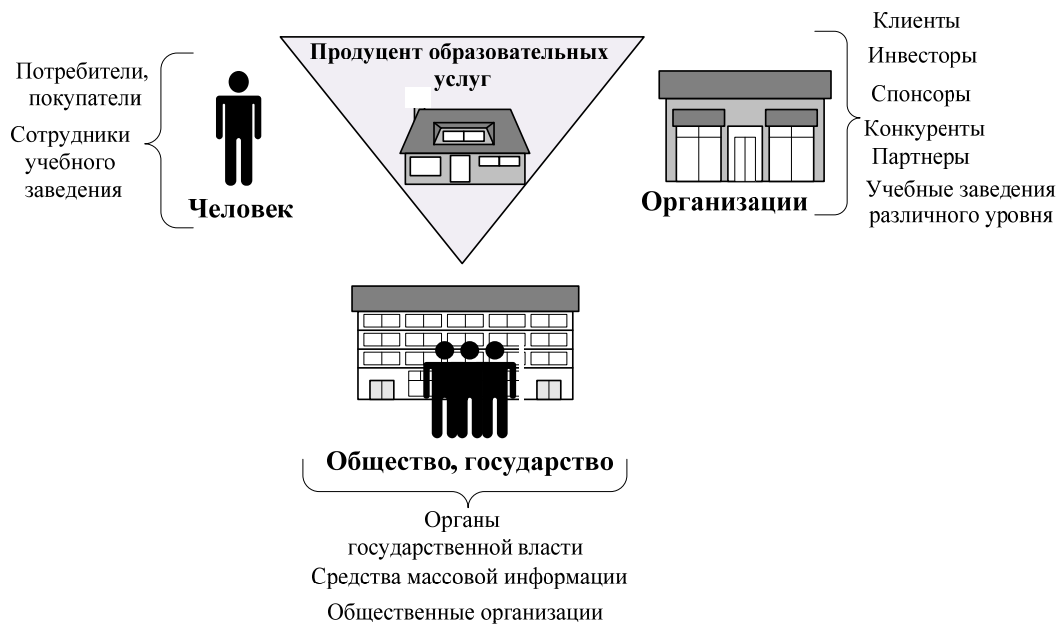 Потребители,
покупатели
Сотрудники
учебного
заведения
Человек
Продуцент образовательных
услуг
Организации
Клиенты
Инвесторы
Спонсоры
Конкуренты
Партнеры
Учебные заведения
различного уровня
Общество, государство
Органы
государственной власти
Средства массовой информации
Общественные организации